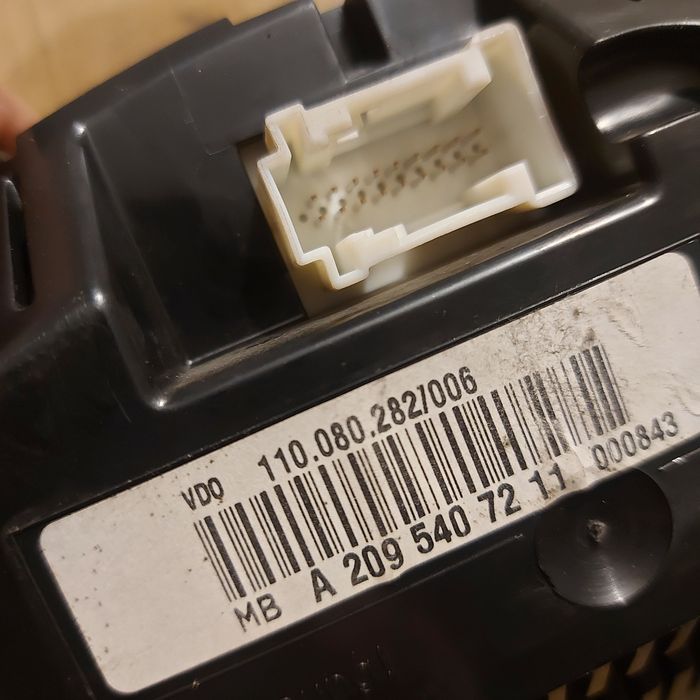 VDO 110.080.282/006
MB A 209 540 72 11 000843